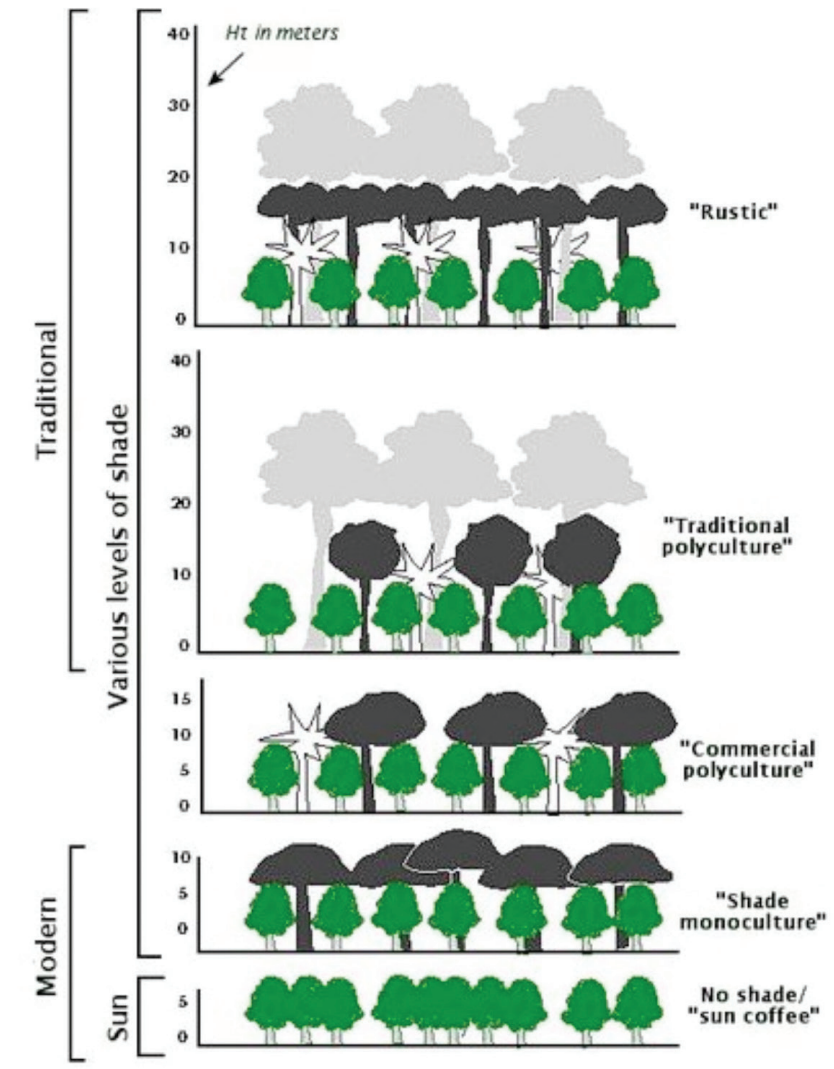 Traditional
Modern
Various levels of shade
Sun
Ht in meters
40
30
20
10
0
"Rustic"
40
30
20
10
0
"Traditional
polyculture"
15
10
5
0
"Commercial
polyculture"
10
5
0
"Shade
monoculture"
5
0
No shade/
"sun coffee"